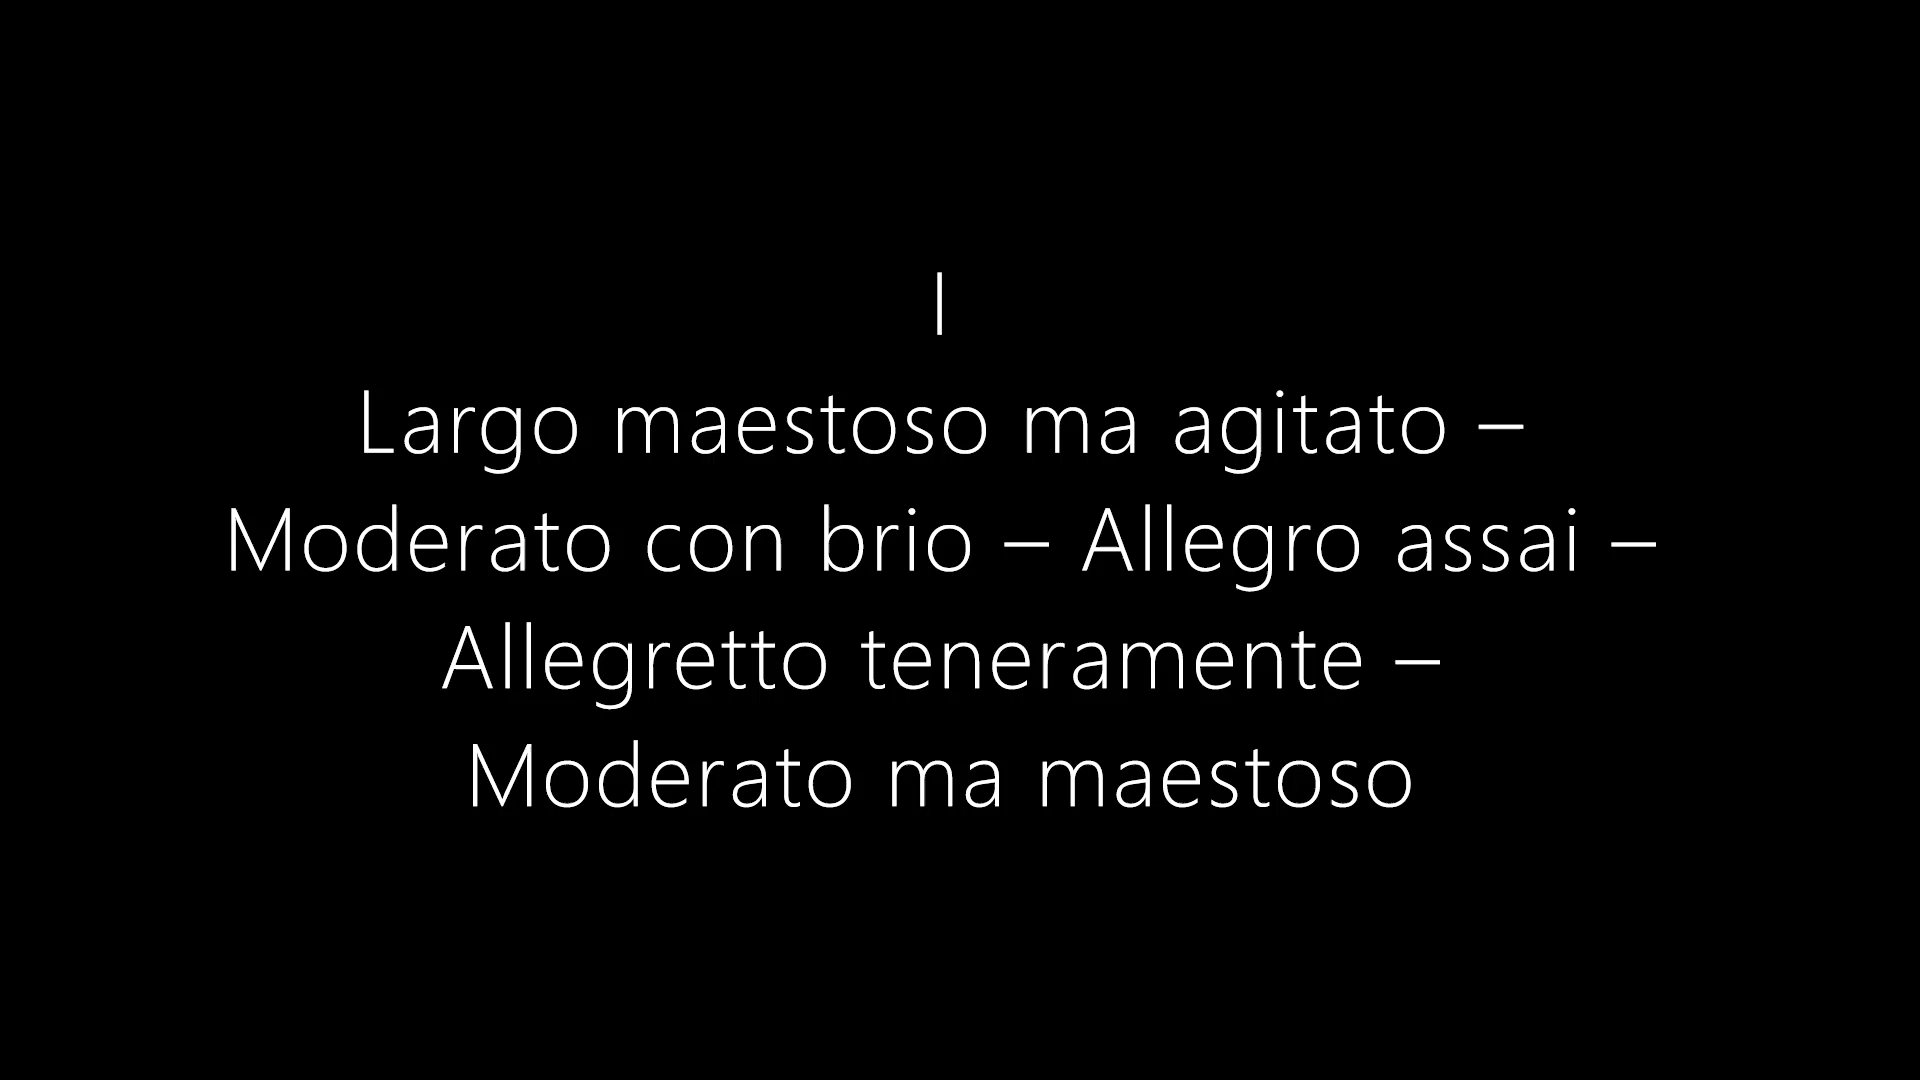 I
Largo maestoso ma agitato –
Moderato con brio – Allegro assai –
Allegretto teneramente –
Moderato ma maestoso